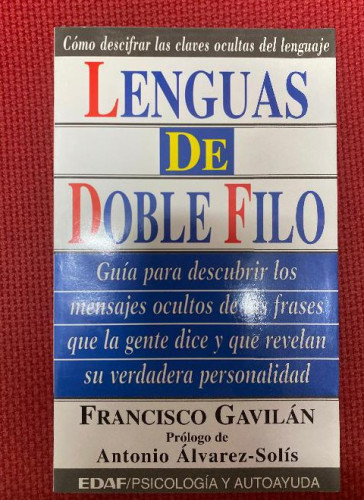 Cómo descifrar las claves ocultas del lenguaje
LENGUAS
DE
DOBLE FILO
Guía para descubrir los
mensajes ocultos de las frases
que la gente dice y que revelan
su verdadera personalidad
FRANCISCO GAVILÁN
Prólogo de
Antonio Álvarez-Solís
EDAF/PSICOLOGÍA Y AUTOAYUDA